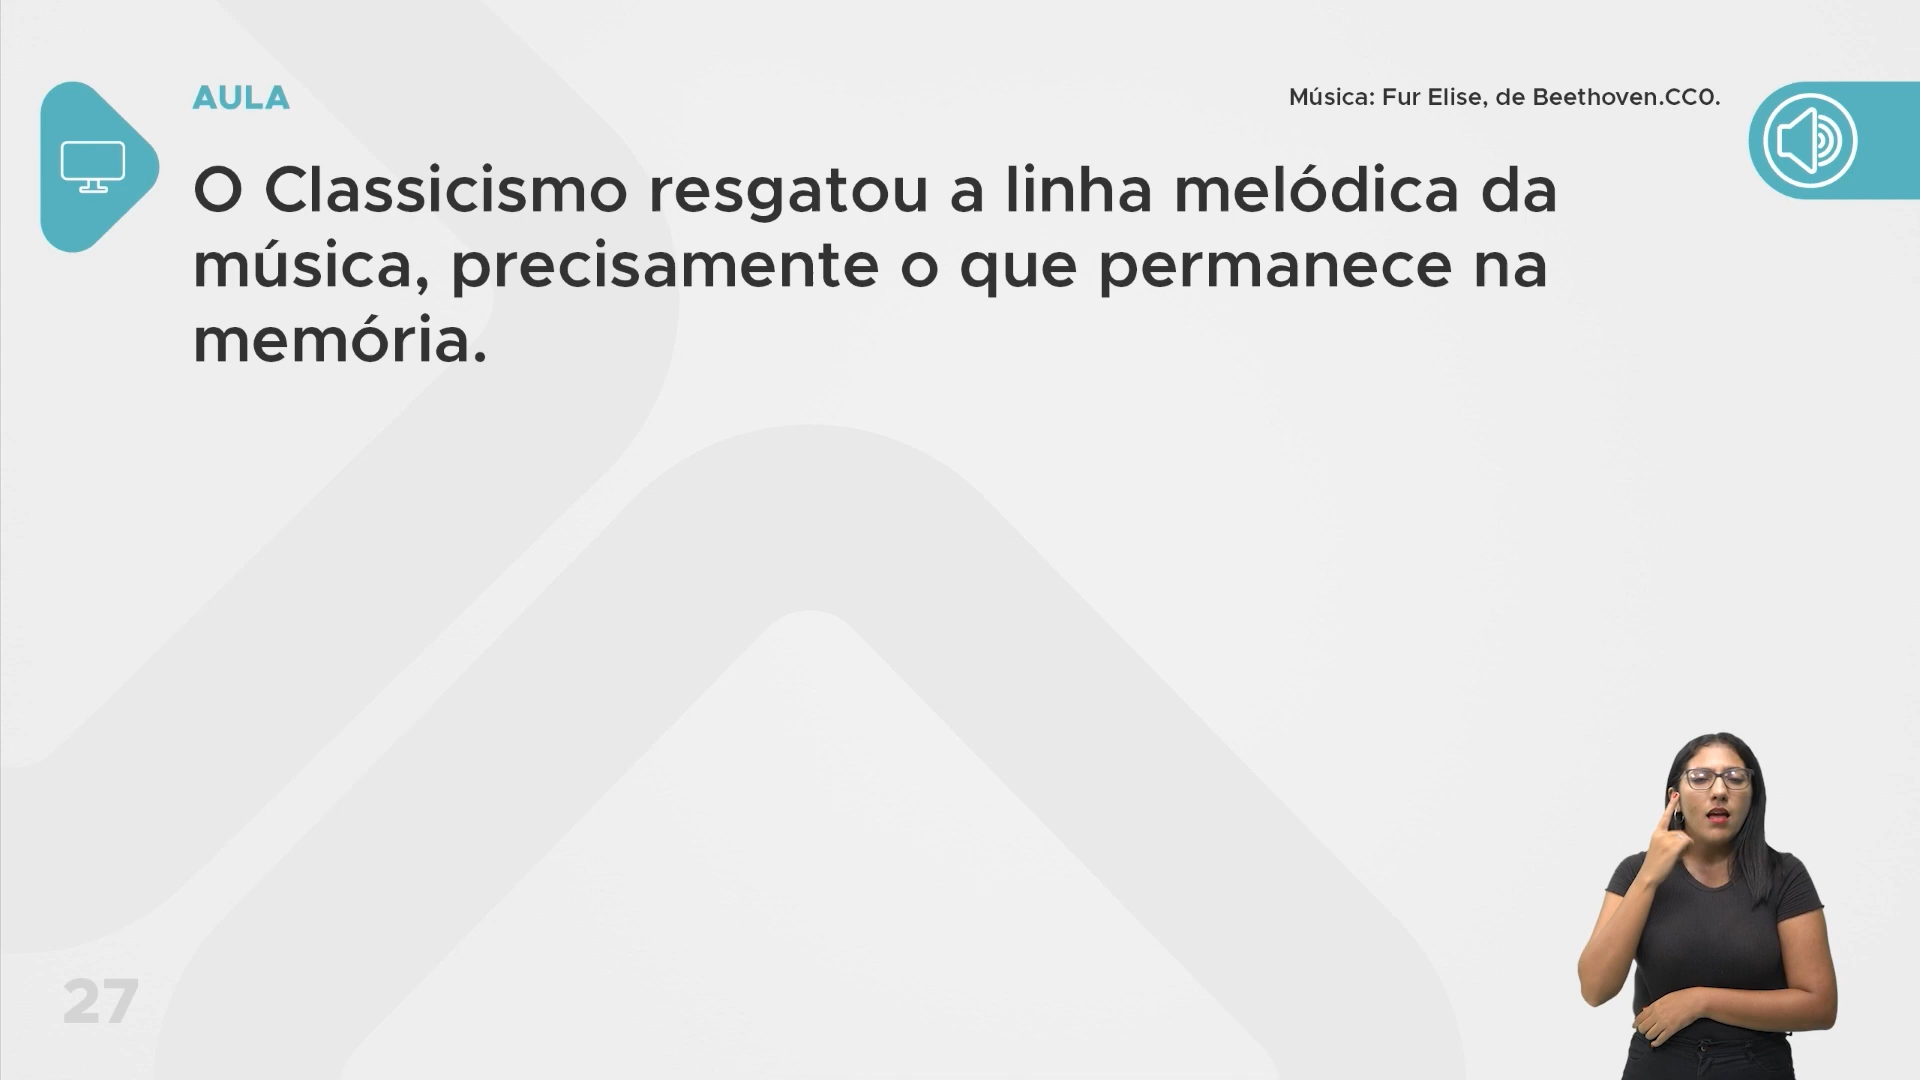 AULA
Música: Fur Elise, de Beethoven.CC0.
O Classicismo resgatou a linha melódica da
música, precisamente o que permanece na
memória.
27